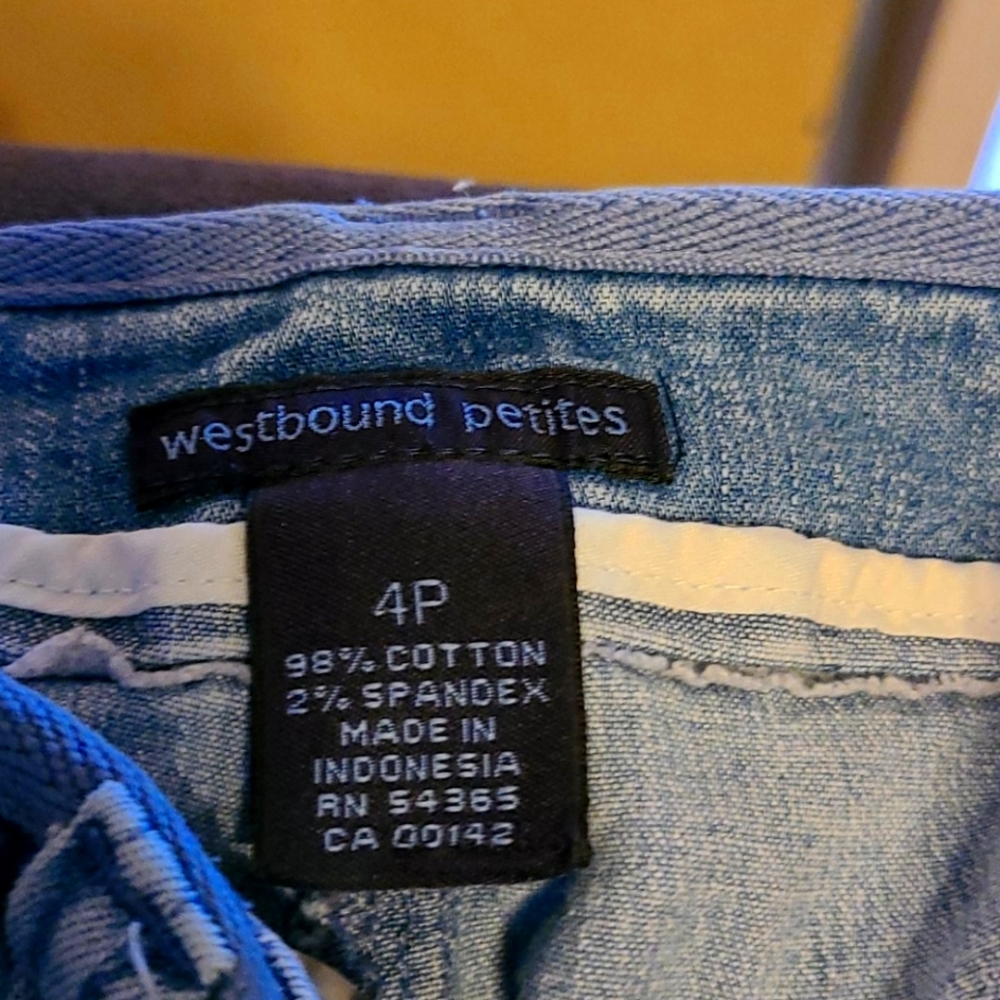 westbound petites
4P
98% COTTON
2% SPANDEX
MADE IN
INDONESIA
RN 54365
CA 00142